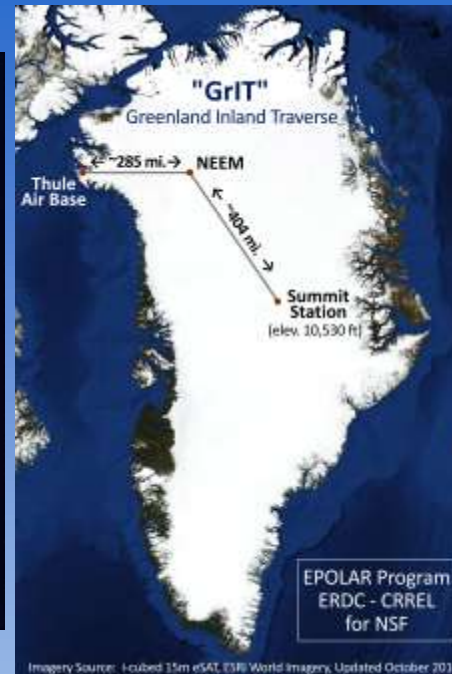 "GrIT"
Greenland Inland Traverse
~285 mi.
NEEM
Thule
Air Base
~404 mi.
Summit
Station
(elev. 10,530 ft)
EPOLAR Program
ERDC - CRREL
for NSF
Imagery Source: i-cubed 15m eSAT, ESRI World Imagery, Updated October